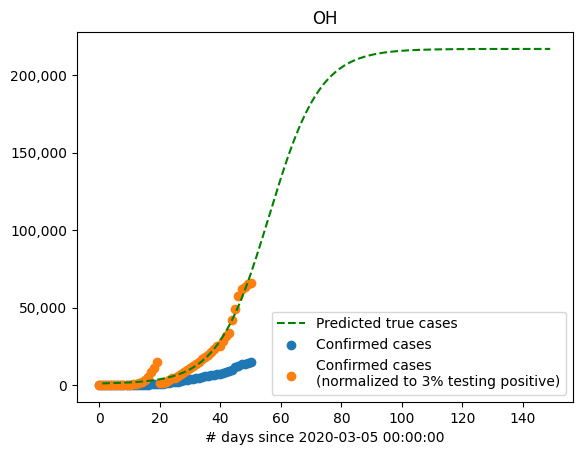 OH
200,000
150,000
100,000
50,000
0
Predicted true cases
Confirmed cases
Confirmed cases
(normalized to 3% testing positive)
0 20 40 60 80 100 120 140
# days since 2020-03-05 00:00:00